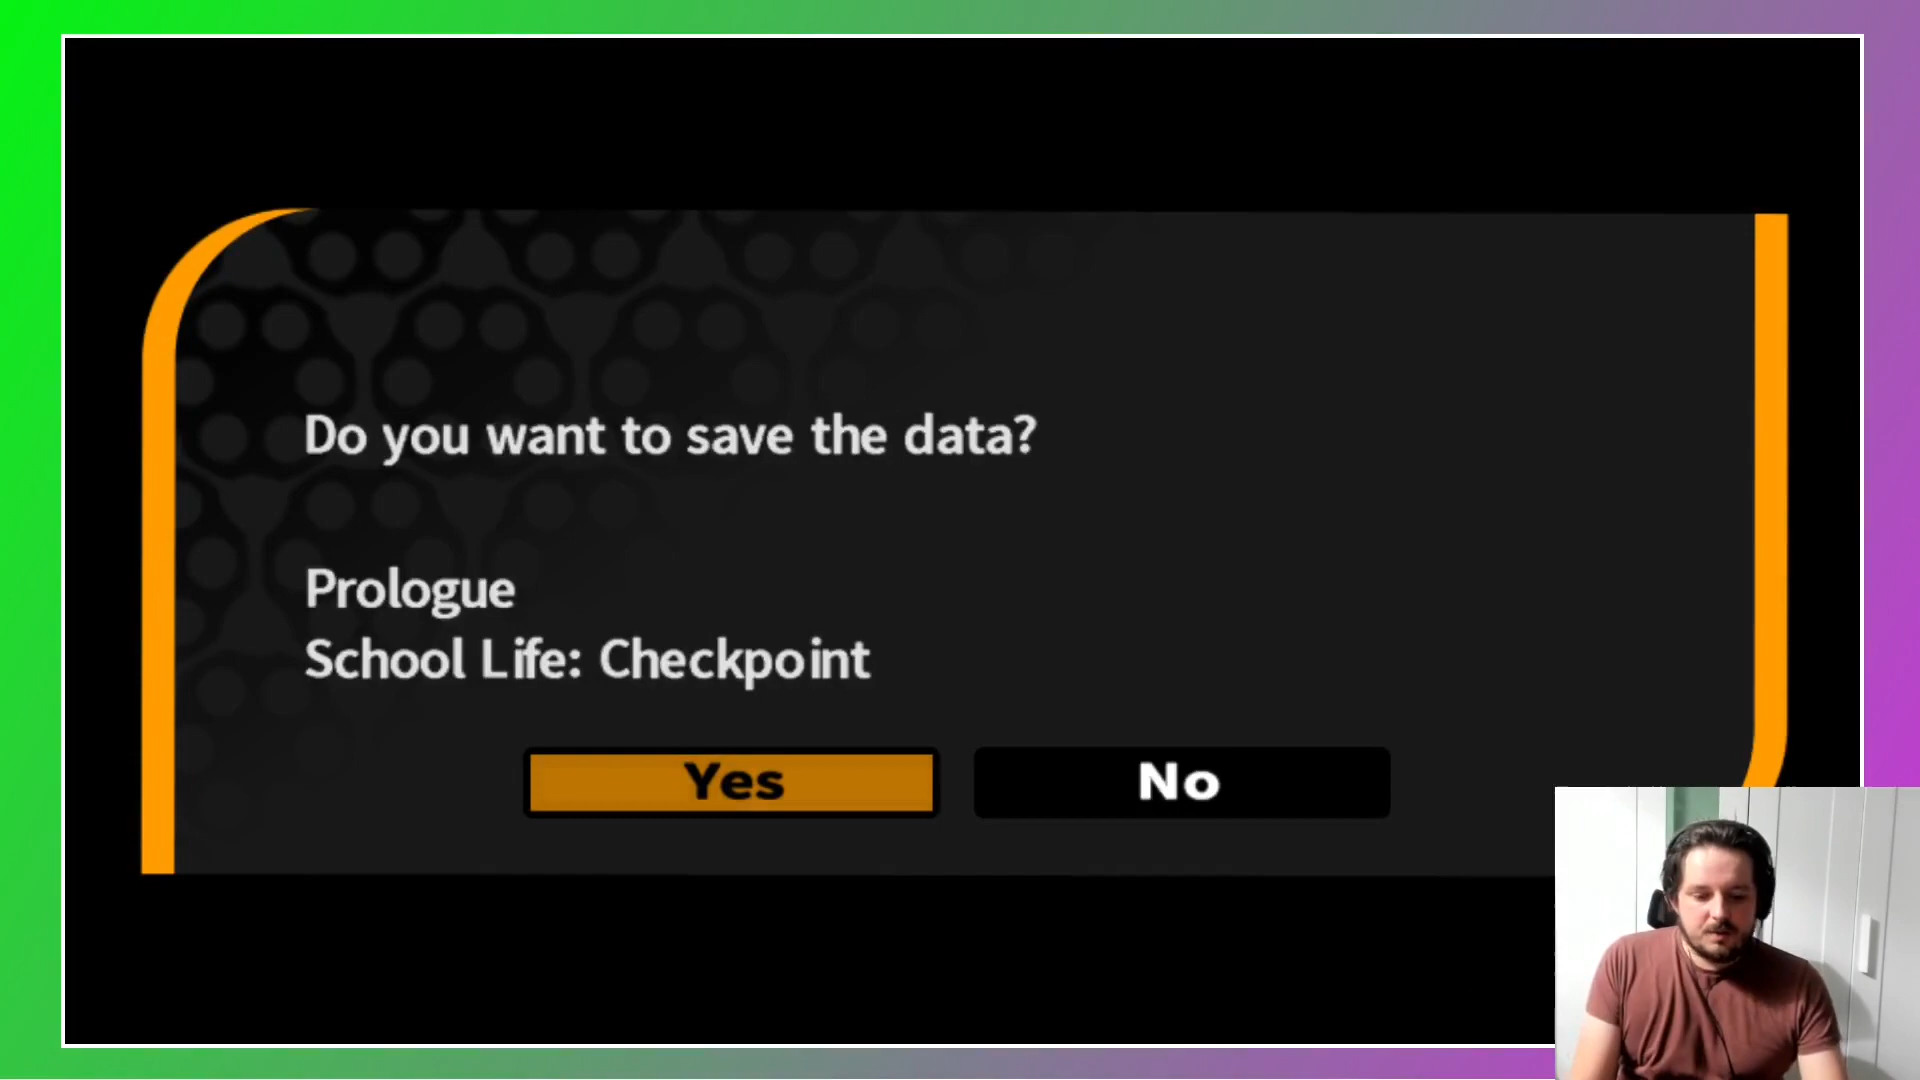 Do you want to save the data?
Prologue
School Life: Checkpoint
Yes
No